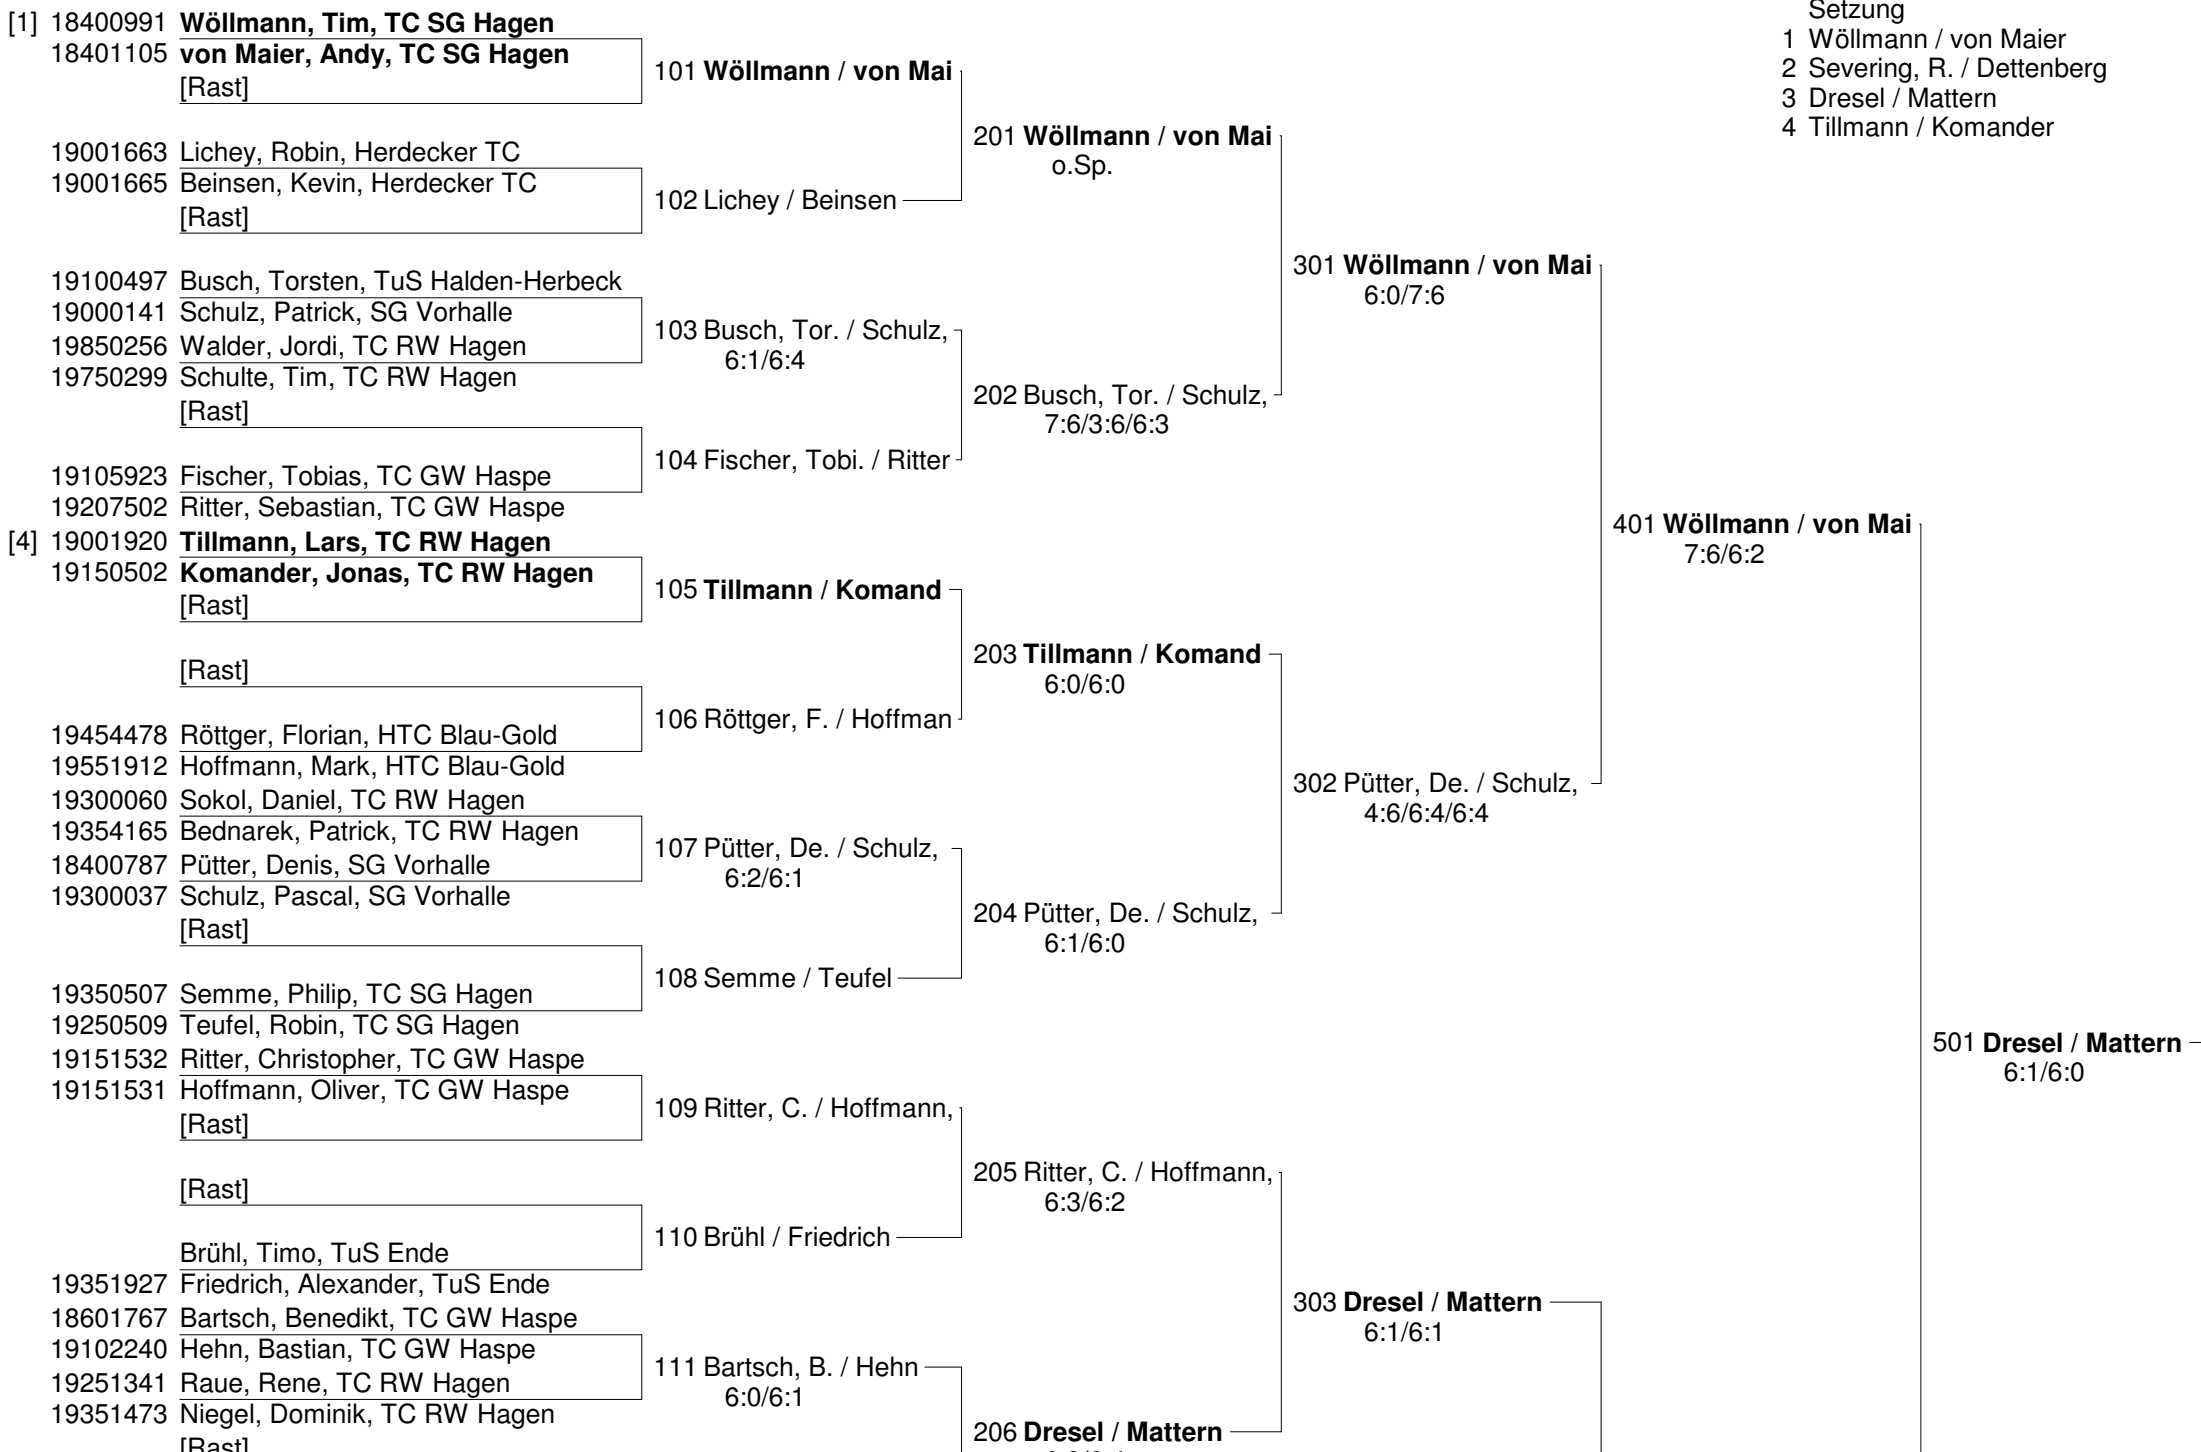 Setzung
1 Wöllmann / von Maier
2 Severing, R. / Dettenberg
3 Dresel / Mattern
4 Tillmann / Komander
[1] 18400991 Wöllmann, Tim, TC SG Hagen
18401105 von Maier, Andy, TC SG Hagen
[Rast]
19001663 Lichey, Robin, Herdecker TC
19001665 Beinsen, Kevin, Herdecker TC
[Rast]
19100497 Busch, Torsten, TuS Halden-Herbeck
19000141 Schulz, Patrick, SG Vorhalle
19850256 Walder, Jordi, TC RW Hagen
19750299 Schulte, Tim, TC RW Hagen
[Rast]
19105923 Fischer, Tobias, TC GW Haspe
19207502 Ritter, Sebastian, TC GW Haspe
[4] 19001920 Tillmann, Lars, TC RW Hagen
19150502 Komander, Jonas, TC RW Hagen
[Rast]
[Rast]
19454478 Röttger, Florian, HTC Blau-Gold
19551912 Hoffmann, Mark, HTC Blau-Gold
19300060 Sokol, Daniel, TC RW Hagen
19354165 Bednarek, Patrick, TC RW Hagen
18400787 Pütter, Denis, SG Vorhalle
19300037 Schulz, Pascal, SG Vorhalle
[Rast]
19350507 Semme, Philip, TC SG Hagen
19250509 Teufel, Robin, TC SG Hagen
19151532 Ritter, Christopher, TC GW Haspe
19151531 Hoffmann, Oliver, TC GW Haspe
[Rast]
[Rast]
Brühl, Timo, TuS Ende
19351927 Friedrich, Alexander, TuS Ende
18601767 Bartsch, Benedikt, TC GW Haspe
19102240 Hehn, Bastian, TC GW Haspe
19251341 Raue, Rene, TC RW Hagen
19351473 Niegel, Dominik, TC RW Hagen
[Rast]
101 Wöllmann / von Mai
102 Lichey / Beinsen
103 Busch, Tor. / Schulz,
6:1/6:4
104 Fischer, Tobi. / Ritter
105 Tillmann / Komand
106 Röttger, F. / Hoffman
107 Pütter, De. / Schulz,
6:2/6:1
108 Semme / Teufel
109 Ritter, C. / Hoffmann,
110 Brühl / Friedrich
111 Bartsch, B. / Hehn
6:0/6:1
201 Wöllmann / von Mai
o.Sp.
202 Busch, Tor. / Schulz,
7:6/3:6/6:3
203 Tillmann / Komand
6:0/6:0
204 Pütter, De. / Schulz,
6:1/6:0
205 Ritter, C. / Hoffmann,
6:3/6:2
206 Dresel / Mattern
301 Wöllmann / von Mai
6:0/7:6
302 Pütter, De. / Schulz,
4:6/6:4/6:4
303 Dresel / Mattern
6:1/6:1
401 Wöllmann / von Mai
7:6/6:2
501 Dresel / Mattern
6:1/6:0